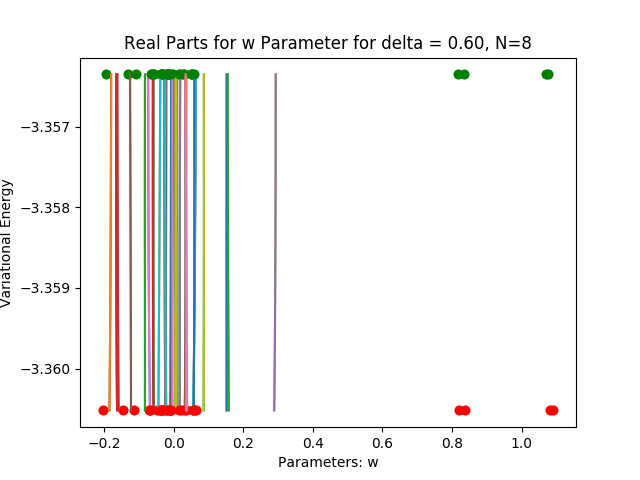 Real Parts for w Parameter for delta = 0.60, N=8
Variational Energy
−3.357
−3.358
−3.359
−3.360
−0.2 0.0 0.2 0.4 0.6 0.8 1.0
Parameters: w